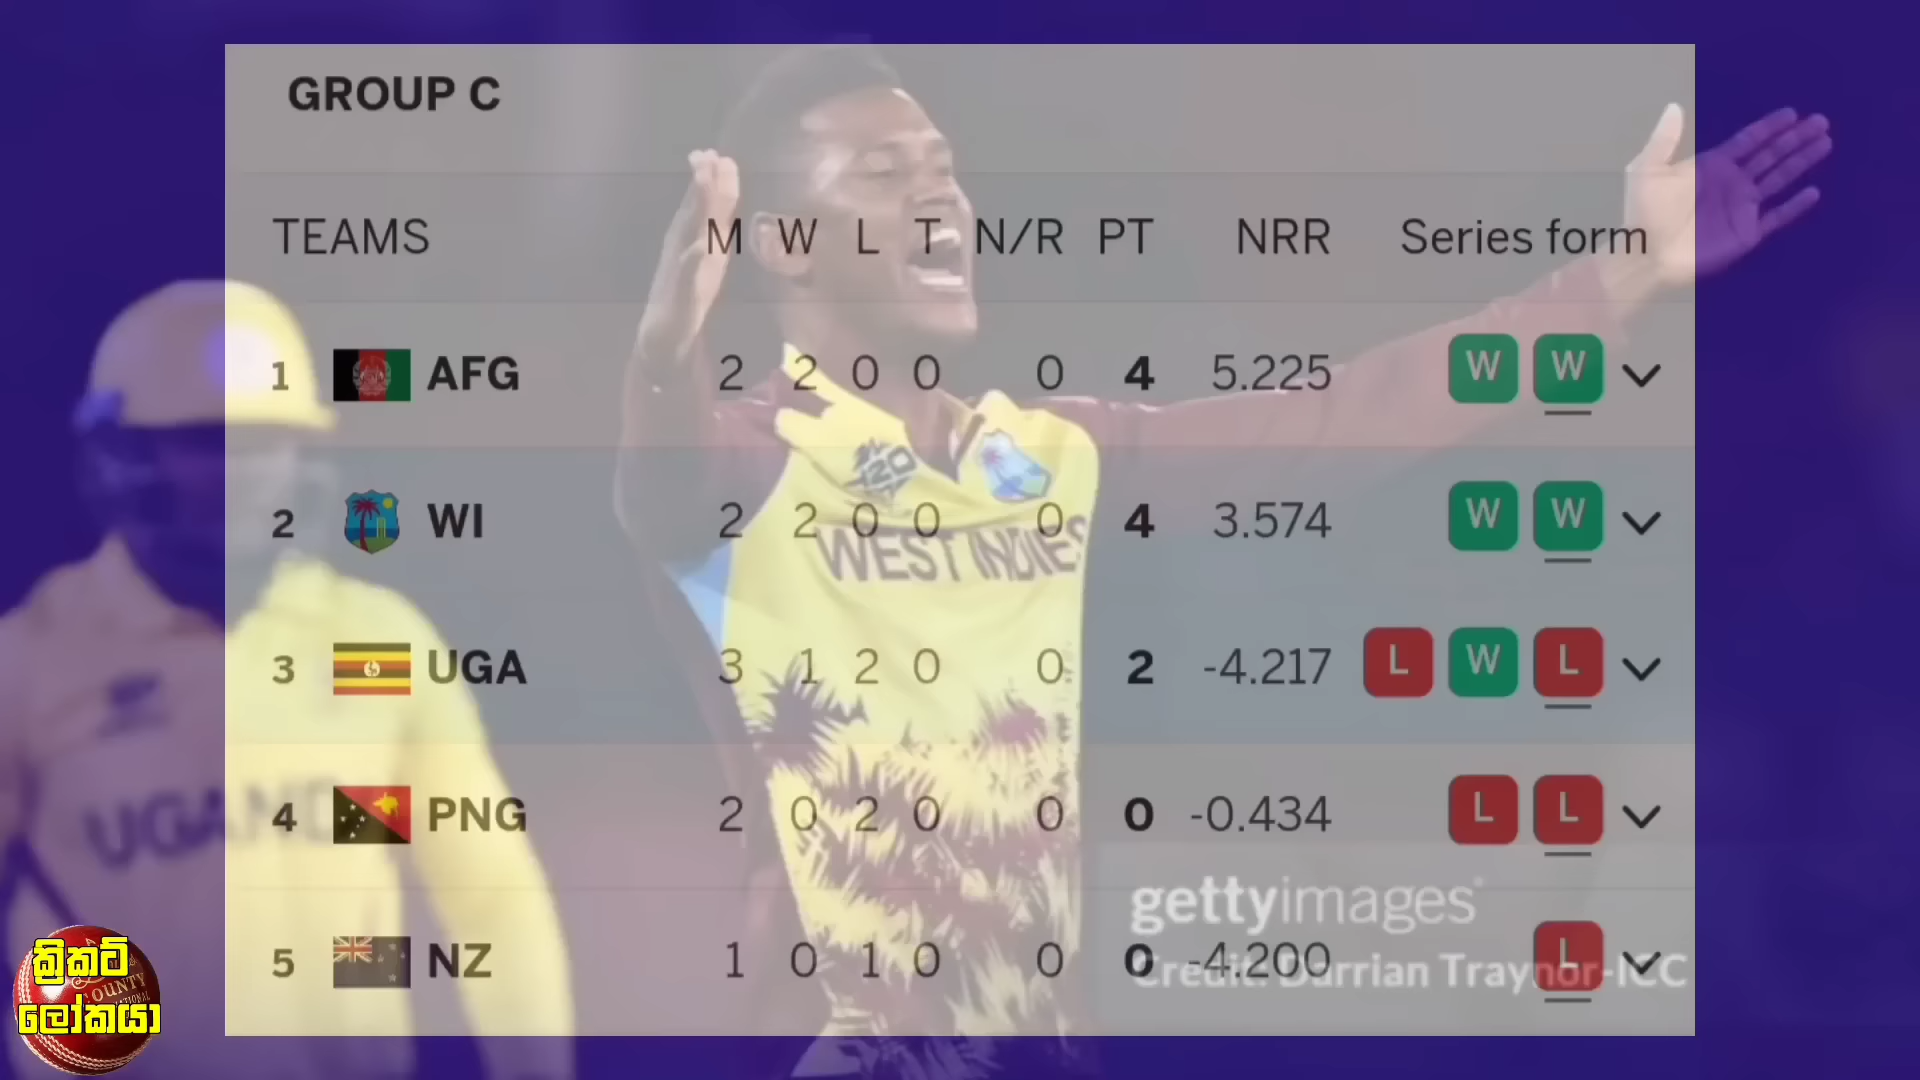 GROUP C
TEAMS M W L T N/R PT NRR Series form
1 AFG 2 2 0 0 0 4 5.225 W W
2 WI 2 2 0 0 0 4 3.574 W W
3 UGA 3 1 2 0 0 2 -4.217 L W L
4 PNG 2 0 2 0 0 0 -0.434 L L
5 NZ 1 0 1 0 0 0 -4.200 L
T20
WEST INDIES
UGAND
gettyimages
Credit: Darrian Traynor-ICC
ක්‍රිකට්
COUNTY
ලෝකයා